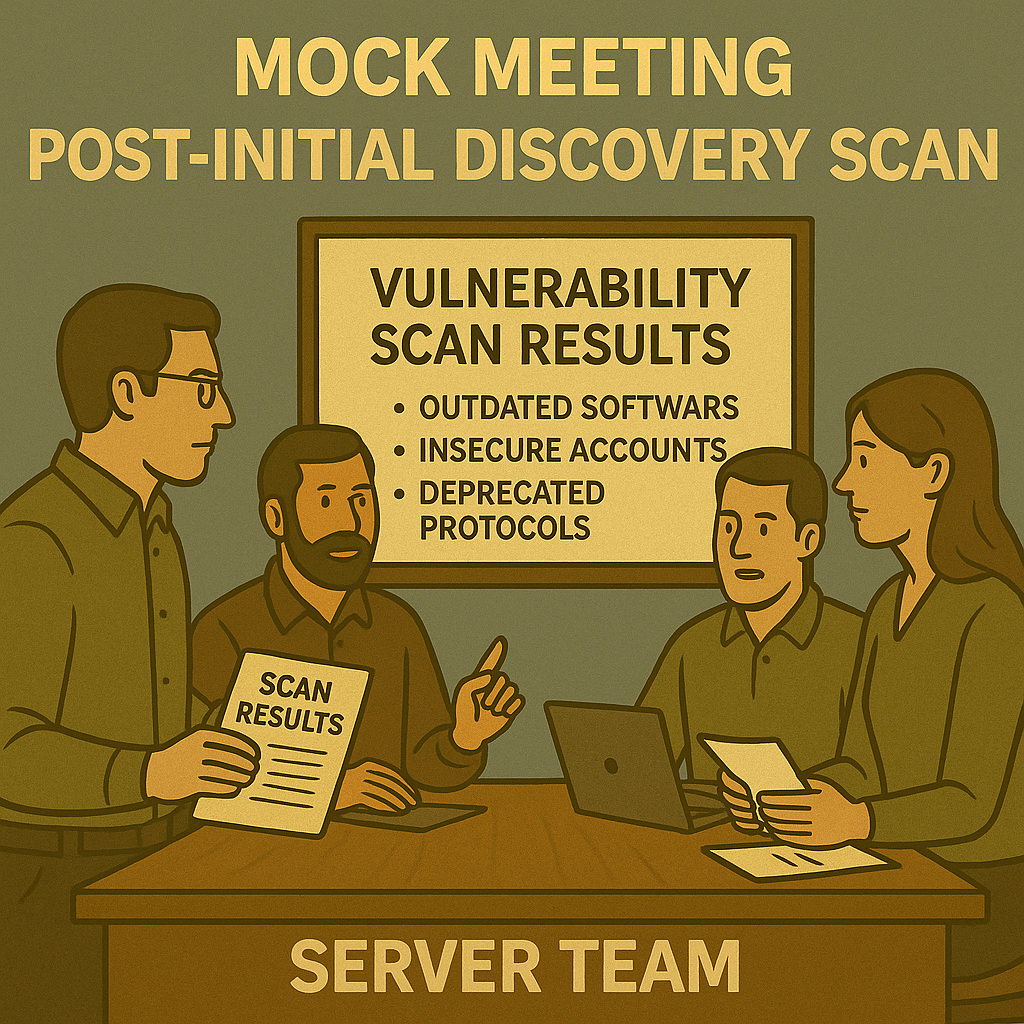 MOCK MEETING
POST-INITIAL DISCOVERY SCAN
VULNERABILITY
SCAN RESULTS
• OUTDATED SOFTWARS
• INSECURE ACCOUNTS
• DEPRECATED
PROTOCOLS
SCAN
RESULTS
SERVER TEAM